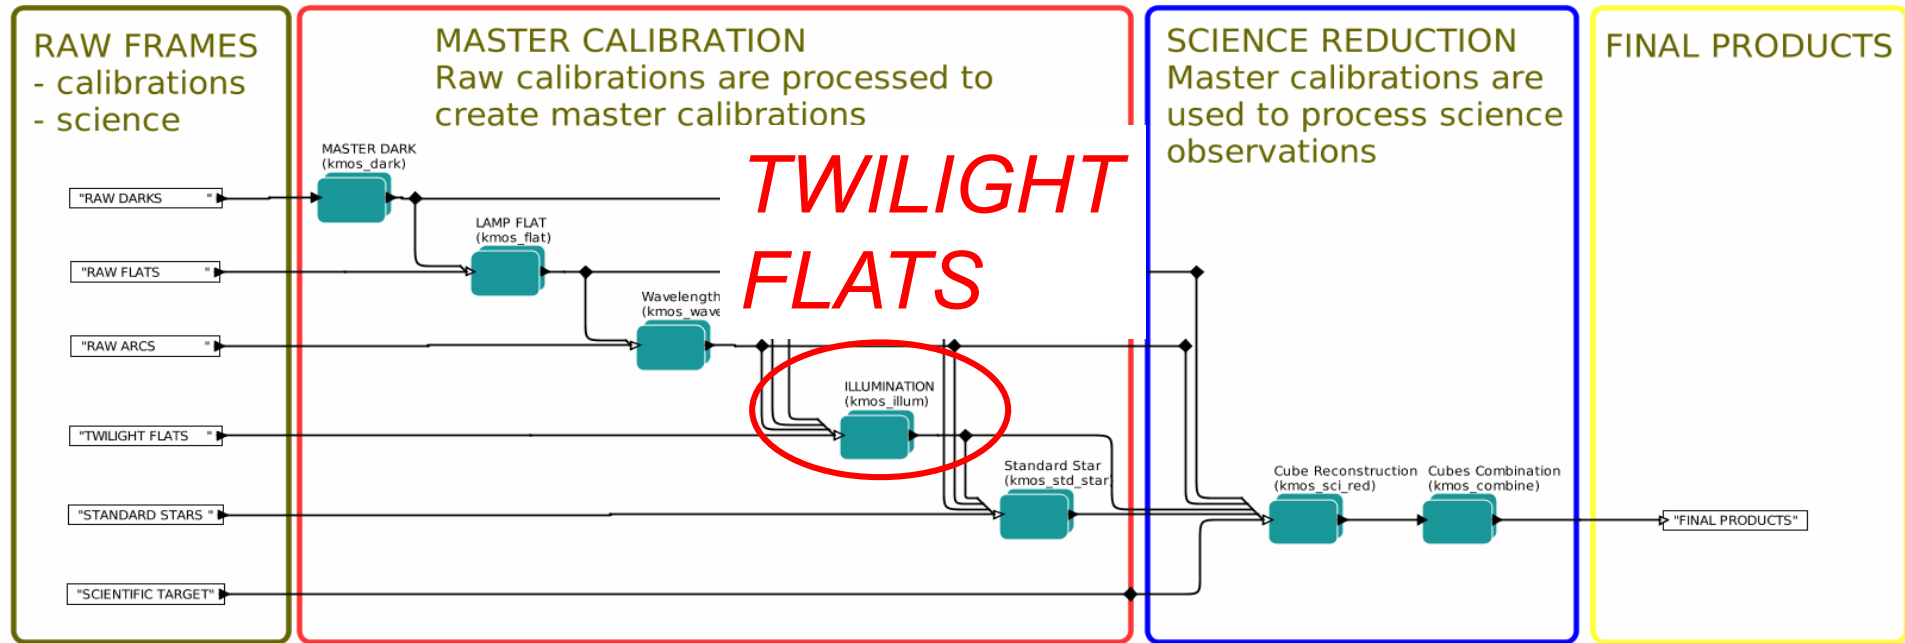 RAW FRAMES
- calibrations
- science
MASTER CALIBRATION
Raw calibrations are processed to
create master calibrations
SCIENCE REDUCTION
Master calibrations are
used to process science
observations
FINAL PRODUCTS
TWILIGHT
FLATS
MASTER DARK
(kmos_dark)
"RAW DARKS "
LAMP FLAT
(kmos_flat)
"RAW FLATS "
Wavelength
(kmos_wave
"RAW ARCS "
ILLUMINATION
(kmos_illum)
"TWILIGHT FLATS "
Standard Star
(kmos_std_star)
"STANDARD STARS "
Cube Reconstruction
(kmos_sci_red)
Cubes Combination
(kmos_combine)
"FINAL PRODUCTS"
"SCIENTIFIC TARGET"